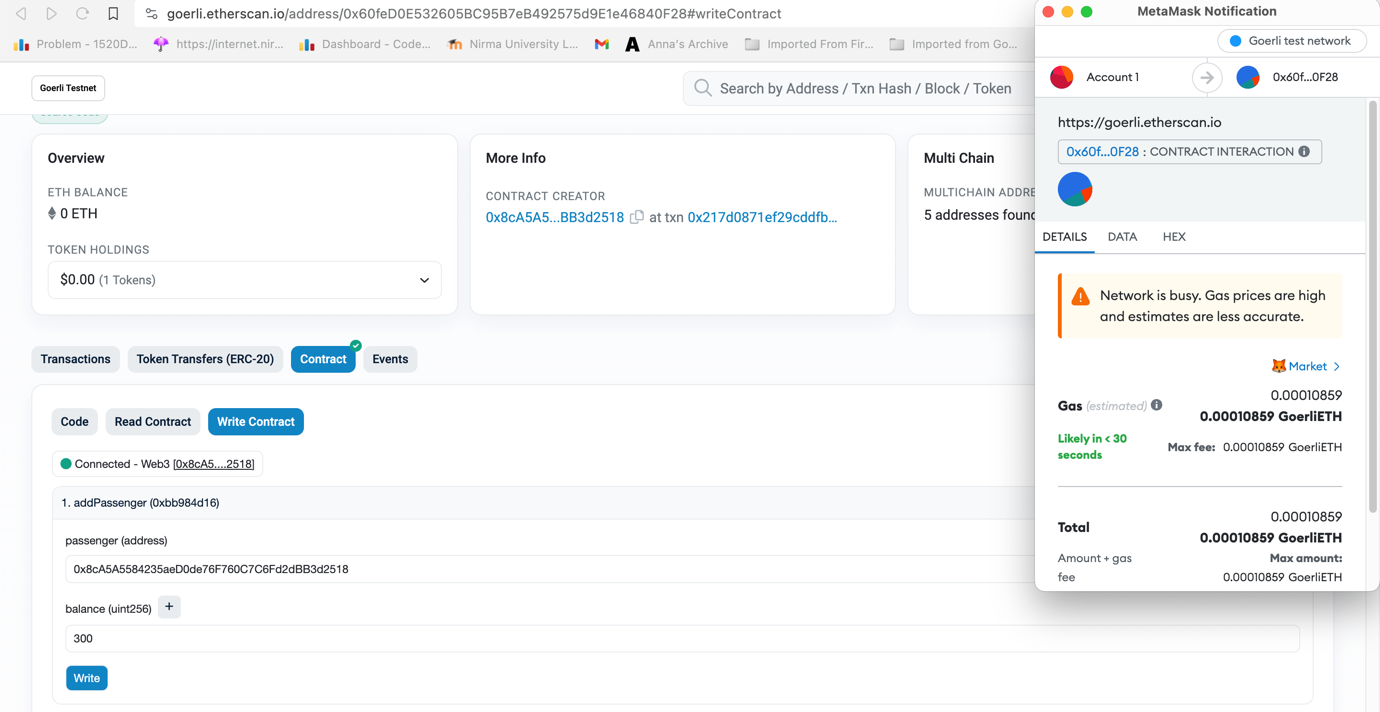 goerli.etherscan.io/address/0x60feD0E532605BC95B7eB492575d9E1e46840F28#writeContract
Problem - 1520D...
https://internet.nir...
Dashboard - Code...
Nirma University L...
Anna's Archive
Imported From Fir...
Imported from Go...
Goerli Testnet
Search by Address / Txn Hash / Block / Token
Overview
ETH BALANCE
0 ETH
TOKEN HOLDINGS
$0.00 (1 Tokens)
More Info
CONTRACT CREATOR
0x8cA5A5...BB3d2518 at txn 0x217d0871ef29cddfb...
Multi Chain
MULTICHAIN ADDRE
5 addresses found
Transactions
Token Transfers (ERC-20)
Contract
Events
Code
Read Contract
Write Contract
Connected - Web3 [0x8cA5....2518]
1. addPassenger (0xbb984d16)
passenger (address)
0x8cA5A5584235aeD0de76F760C7C6Fd2dBB3d2518
balance (uint256) +
300
Write
MetaMask Notification
Goerli test network
Account 1
0x60f...0F28
https://goerli.etherscan.io
0x60f...0F28 : CONTRACT INTERACTION
DETAILS
DATA
HEX
Network is busy. Gas prices are high
and estimates are less accurate.
Market >
Gas (estimated)
0.00010859
0.00010859 GoerliETH
Likely in < 30
seconds
Max fee: 0.00010859 GoerliETH
Total
0.00010859
0.00010859 GoerliETH
Amount + gas
fee
Max amount:
0.00010859 GoerliETH